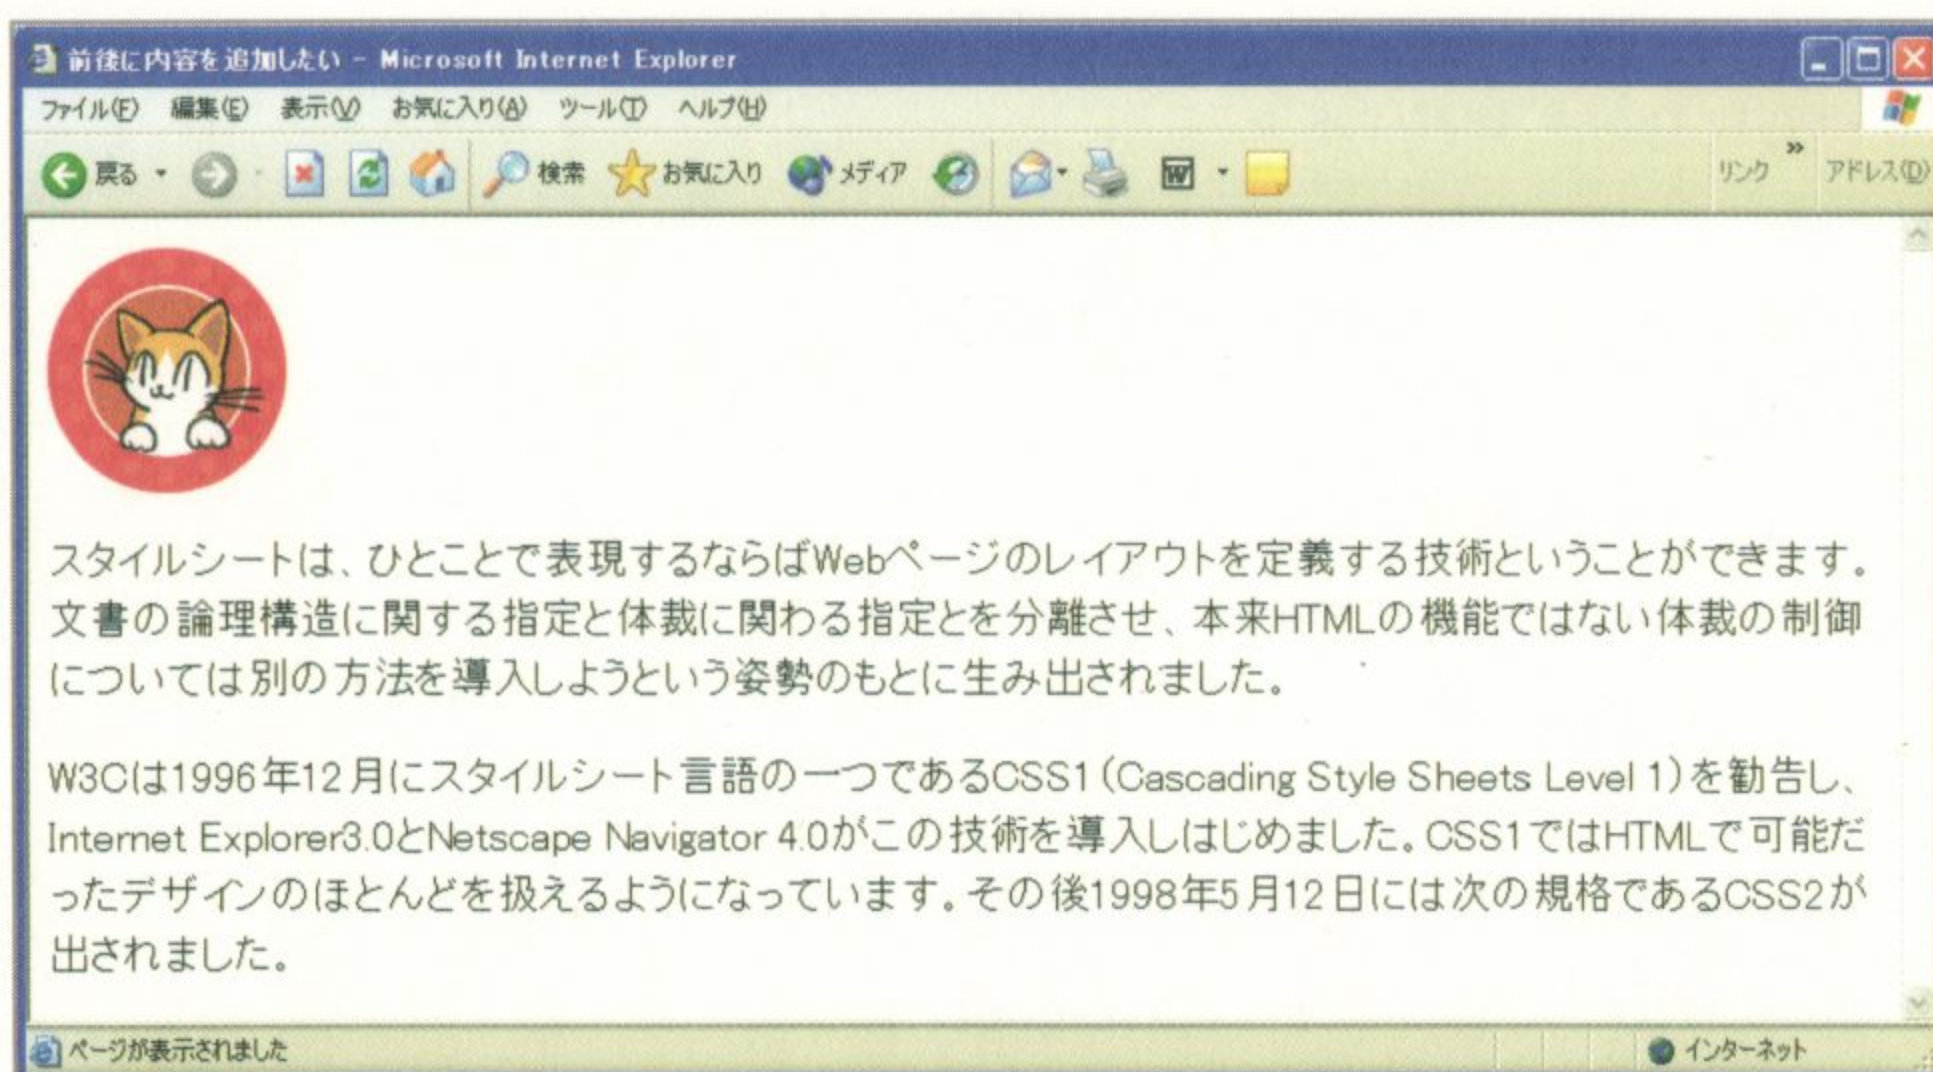 前後に内容を追加したい - Microsoft Internet Explorer
ファイル(F) 編集(E) 表示(V) お気に入り(A) ツール(T) ヘルプ(H)
戻る 検索 お気に入り メディア W リンク » アドレス(D)
スタイルシートは、ひとことで表現するならばWebページのレイアウトを定義する技術ということができます。
文書の論理構造に関する指定と体裁に関わる指定とを分離させ、本来HTMLの機能ではない体裁の制御
については別の方法を導入しようという姿勢のもとに生み出されました。
W3Cは1996年12月にスタイルシート言語の一つであるCSS1(Cascading Style Sheets Level 1)を勧告し、
Internet Explorer3.0とNetscape Navigator 4.0がこの技術を導入しはじめました。CSS1ではHTMLで可能だ
ったデザインのほとんどを扱えるようになっています。その後1998年5月12日には次の規格であるCSS2が
出されました。
ページが表示されました インターネット